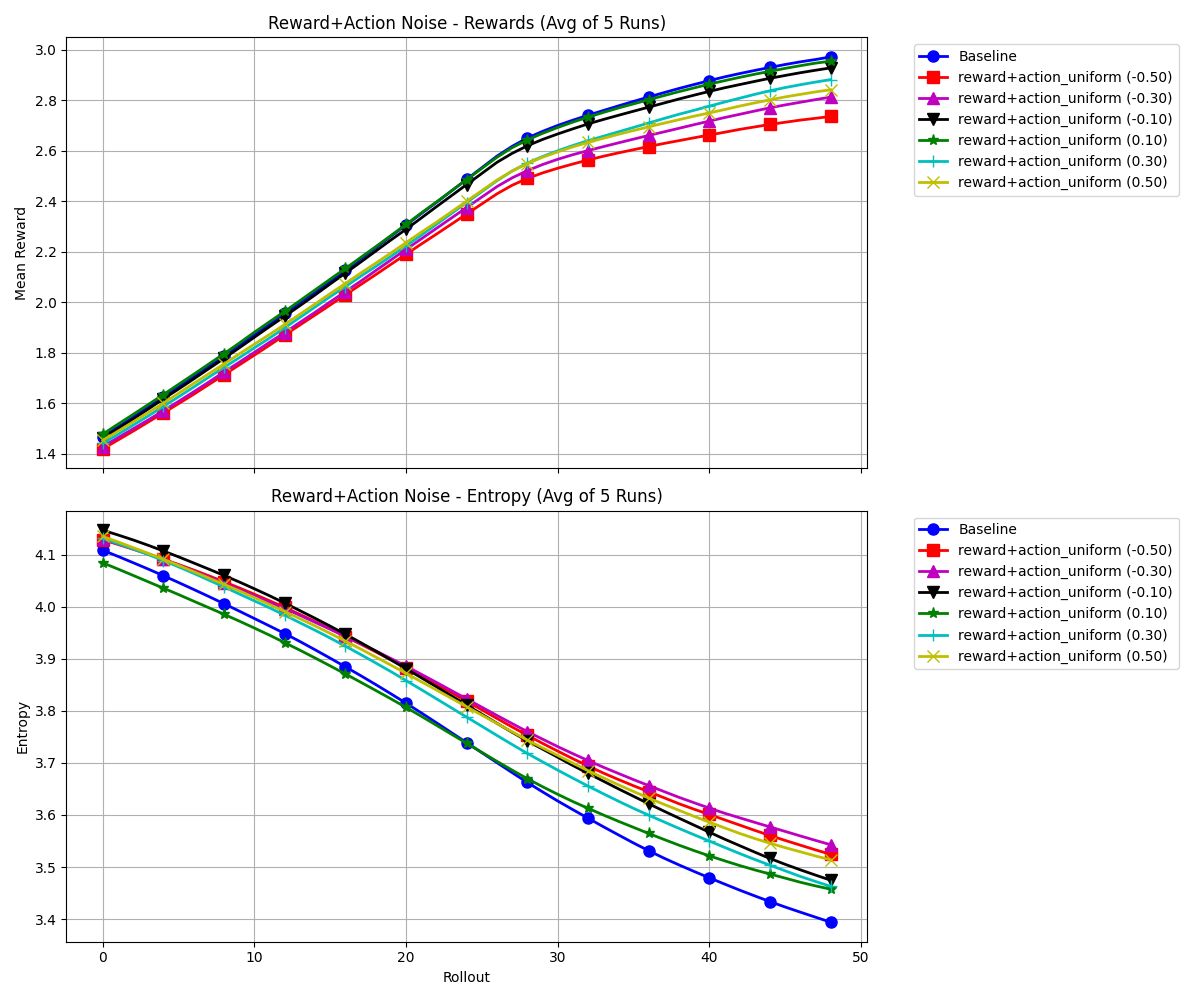 Reward+Action Noise - Rewards (Avg of 5 Runs)
3.0
2.8
2.6
2.4
2.2
2.0
1.8
1.6
1.4
Mean Reward
Baseline
reward+action_uniform (-0.50)
reward+action_uniform (-0.30)
reward+action_uniform (-0.10)
reward+action_uniform (0.10)
reward+action_uniform (0.30)
reward+action_uniform (0.50)
Reward+Action Noise - Entropy (Avg of 5 Runs)
4.1
4.0
3.9
3.8
3.7
3.6
3.5
3.4
Entropy
0 10 20 30 40 50
Rollout
Baseline
reward+action_uniform (-0.50)
reward+action_uniform (-0.30)
reward+action_uniform (-0.10)
reward+action_uniform (0.10)
reward+action_uniform (0.30)
reward+action_uniform (0.50)